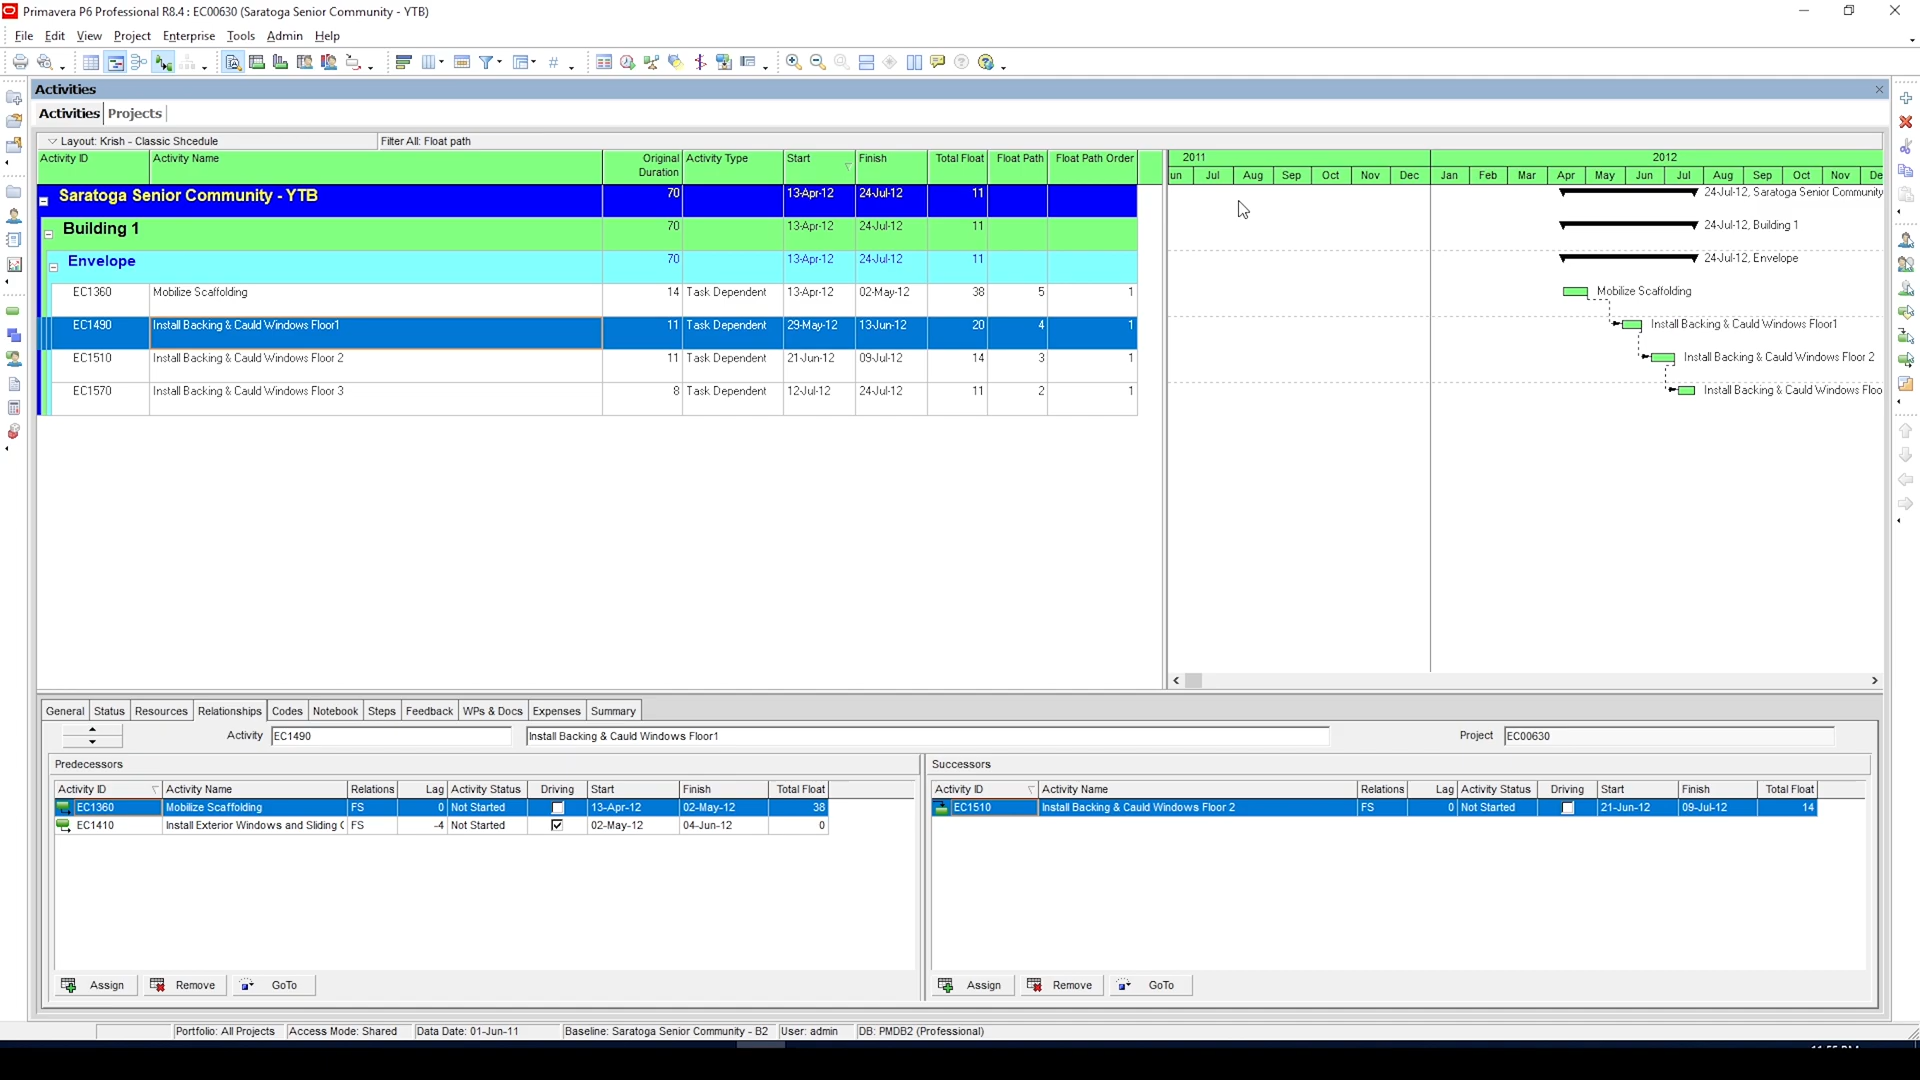 Primavera P6 Professional R8.4 : EC00630 (Saratoga Senior Community - YTB)
File Edit View Project Enterprise Tools Admin Help
Activities
Activities Projects
Layout: Krish - Classic Shcedule Filter All: Float path
Activity ID Activity Name Original Duration Activity Type Start Finish Total Float Float Path Float Path Order 2011 2012
un Jul Aug Sep Oct Nov Dec Jan Feb Mar Apr May Jun Jul Aug Sep Oct Nov De
Saratoga Senior Community - YTB 70 13-Apr-12 24-Jul-12 11 24-Jul-12, Saratoga Senior Community
Building 1 70 13-Apr-12 24-Jul-12 11 24-Jul-12, Building 1
Envelope 70 13-Apr-12 24-Jul-12 11 24-Jul-12, Envelope
EC1360 Mobilize Scaffolding 14 Task Dependent 13-Apr-12 02-May-12 38 5 1 Mobilize Scaffolding
EC1490 Install Backing & Cauld Windows Floor1 11 Task Dependent 29-May-12 13-Jun-12 20 4 1 Install Backing & Cauld Windows Floor1
EC1510 Install Backing & Cauld Windows Floor 2 11 Task Dependent 21-Jun-12 09-Jul-12 14 3 1 Install Backing & Cauld Windows Floor 2
EC1570 Install Backing & Cauld Windows Floor 3 8 Task Dependent 12-Jul-12 24-Jul-12 11 2 1 Install Backing & Cauld Windows Floo
General Status Resources Relationships Codes Notebook Steps Feedback WPs & Docs Expenses Summary
Activity EC1490 Install Backing & Cauld Windows Floor1 Project EC00630
Predecessors Successors
Activity ID Activity Name Relations Lag Activity Status Driving Start Finish Total Float Activity ID Activity Name Relations Lag Activity Status Driving Start Finish Total Float
EC1360 Mobilize Scaffolding FS 0 Not Started 13-Apr-12 02-May-12 38 EC1510 Install Backing & Cauld Windows Floor 2 FS 0 Not Started 21-Jun-12 09-Jul-12 14
EC1410 Install Exterior Windows and Sliding ( FS -4 Not Started 02-May-12 04-Jun-12 0
Assign Remove GoTo Assign Remove GoTo
Portfolio: All Projects Access Mode: Shared Data Date: 01-Jun-11 Baseline: Saratoga Senior Community - B2 User: admin DB: PMDB2 (Professional)